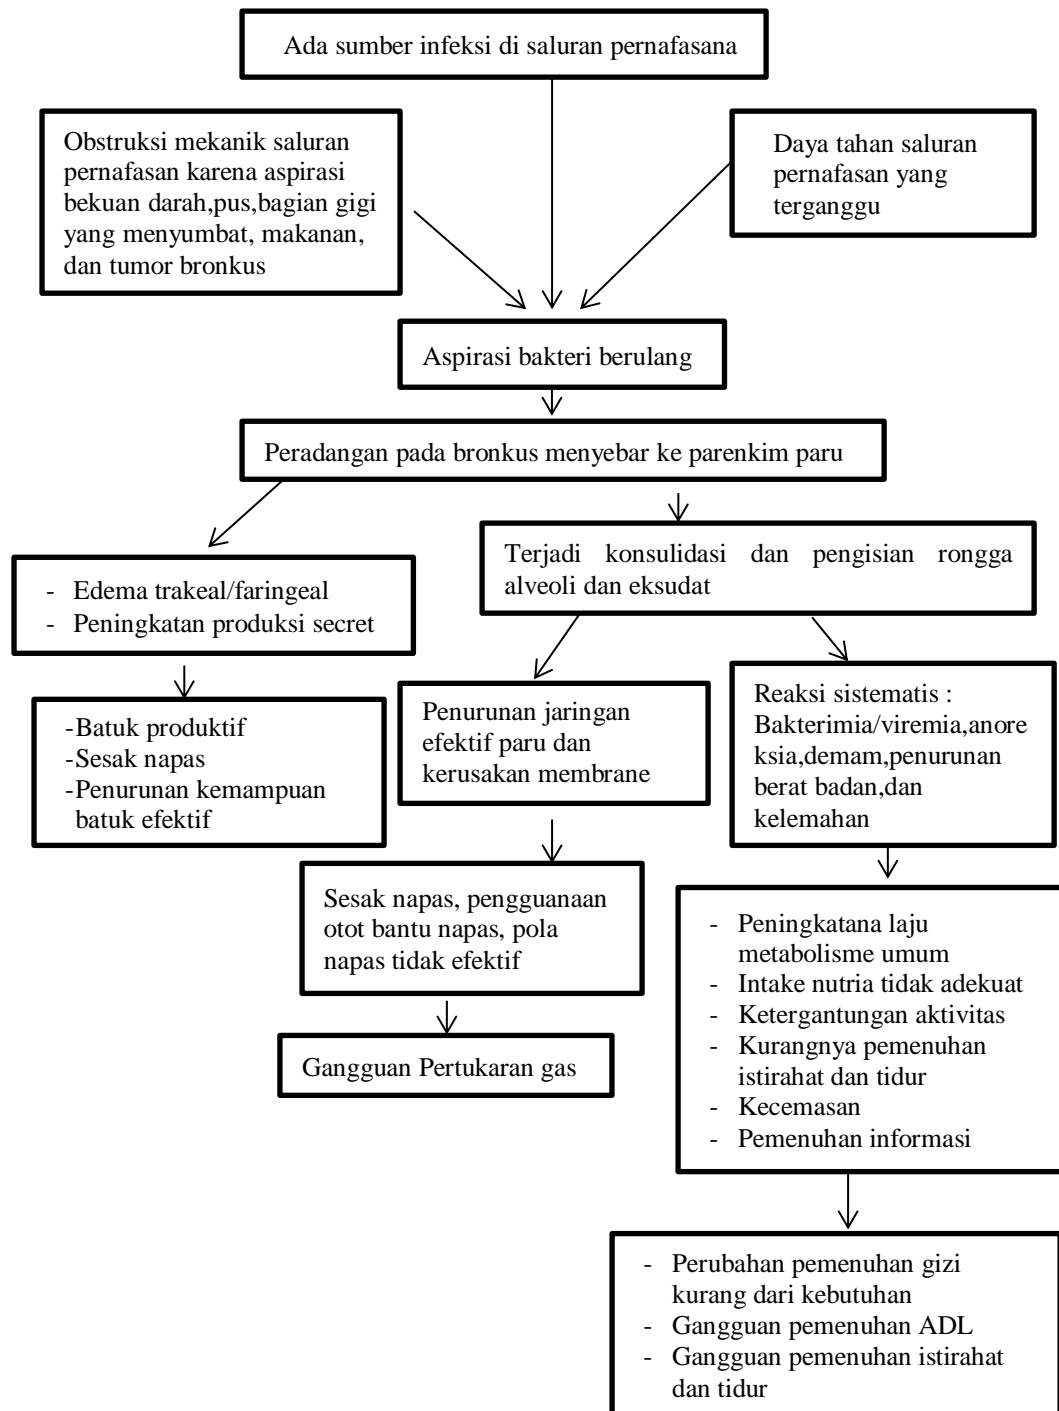 Ada sumber infeksi di saluran pernafasana
Obstruksi mekanik saluran
pernafasan karena aspirasi
bekuan darah,pus,bagian gigi
yang menyumbat, makanan,
dan tumor bronkus
Daya tahan saluran
pernafasan yang
terganggu
Aspirasi bakteri berulang
Peradangan pada bronkus menyebar ke parenkim paru
- Edema trakeal/faringeal
- Peningkatan produksi secret
Terjadi konsulidasi dan pengisian rongga
alveoli dan eksudat
-Batuk produktif
-Sesak napas
-Penurunan kemampuan
batuk efektif
Penurunan jaringan
efektif paru dan
kerusakan membrane
Reaksi sistematis :
Bakterimia/viremia,anore
ksia,demam,penurunan
berat badan,dan
kelemahan
Sesak napas, pengguanaan
otot bantu napas, pola
napas tidak efektif
- Peningkatana laju
metabolisme umum
- Intake nutria tidak adekuat
- Ketergantungan aktivitas
- Kurangnya pemenuhan
istirahat dan tidur
- Kecemasan
- Pemenuhan informasi
Gangguan Pertukaran gas
- Perubahan pemenuhan gizi
kurang dari kebutuhan
- Gangguan pemenuhan ADL
- Gangguan pemenuhan istirahat
dan tidur